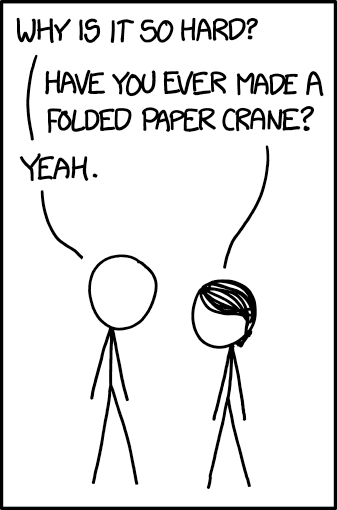 WHY IS IT SO HARD?
HAVE YOU EVER MADE A
FOLDED PAPER CRANE?
YEAH.